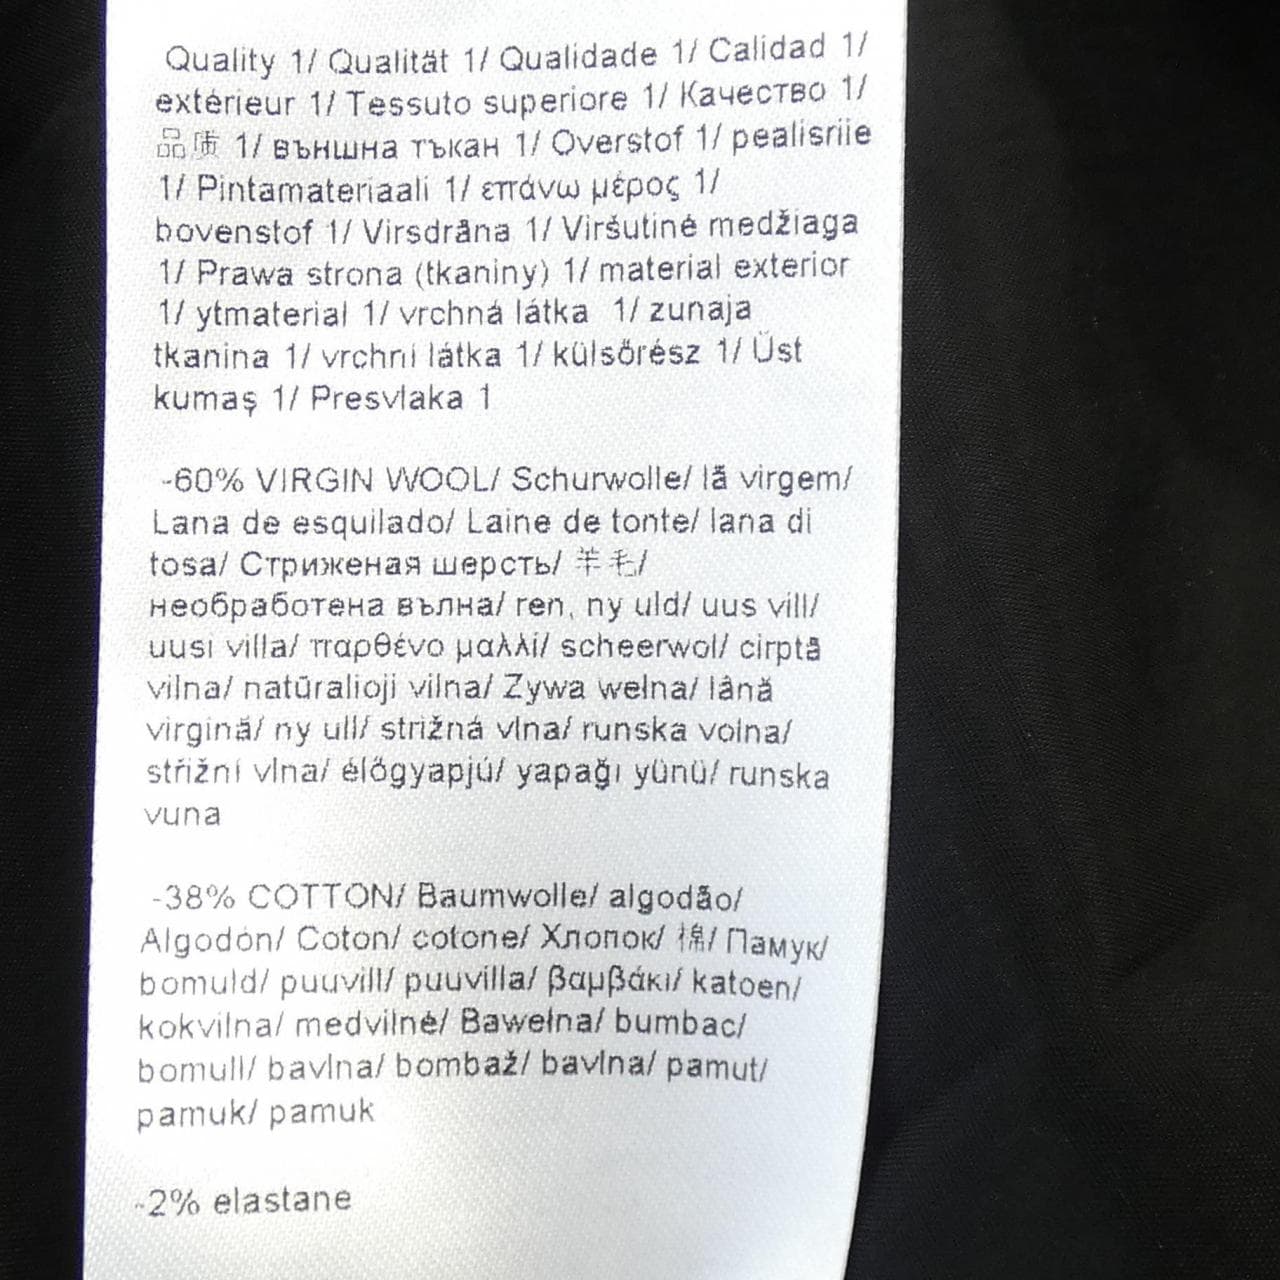 Quality 1/ Qualität 1/ Qualidade 1/ Calidad 1/
extérieur 1/ Tessuto superiore 1/ Качество 1/
品质 1/ външна тъкан 1/ Overstof 1/ pealisriie
1/ Pintamateriaali 1/ επάνω μέρος 1/
bovenstof 1/ Virsdrāna 1/ Viršutinė medžiaga
1/ Prawa strona (tkaniny) 1/ material exterior
1/ ytmaterial 1/ vrchná látka 1/ zunaja
tkanina 1/ vrchní látka 1/ külsőrész 1/ Üst
kumaş 1/ Presvlaka 1
-60% VIRGIN WOOL/ Schurwolle/ lã virgem/
Lana de esquilado/ Laine de tonte/ lana di
tosa/ Стриженая шерсть/ 羊毛/
необработена вълна/ ren, ny uld/ uus vill/
uusi villa/ παρθένο μαλλί/ scheerwol/ cirptā
vilna/ natūralioji vilna/ Żywa wełna/ lână
virgină/ ny ull/ strižná vlna/ runska volna/
střižní vlna/ élőgyapjú/ yapağı yünü/ runska
vuna
-38% COTTON/ Baumwolle/ algodão/
Algodón/ Coton/ cotone/ Хлопок/ 棉/ Памук/
bomuld/ puuvill/ puuvilla/ βαμβάκι/ katoen/
kokvilna/ medvilnė/ Bawełna/ bumbac/
bomull/ bavlna/ bombaž/ bavlna/ pamut/
pamuk/ pamuk
-2% elastane